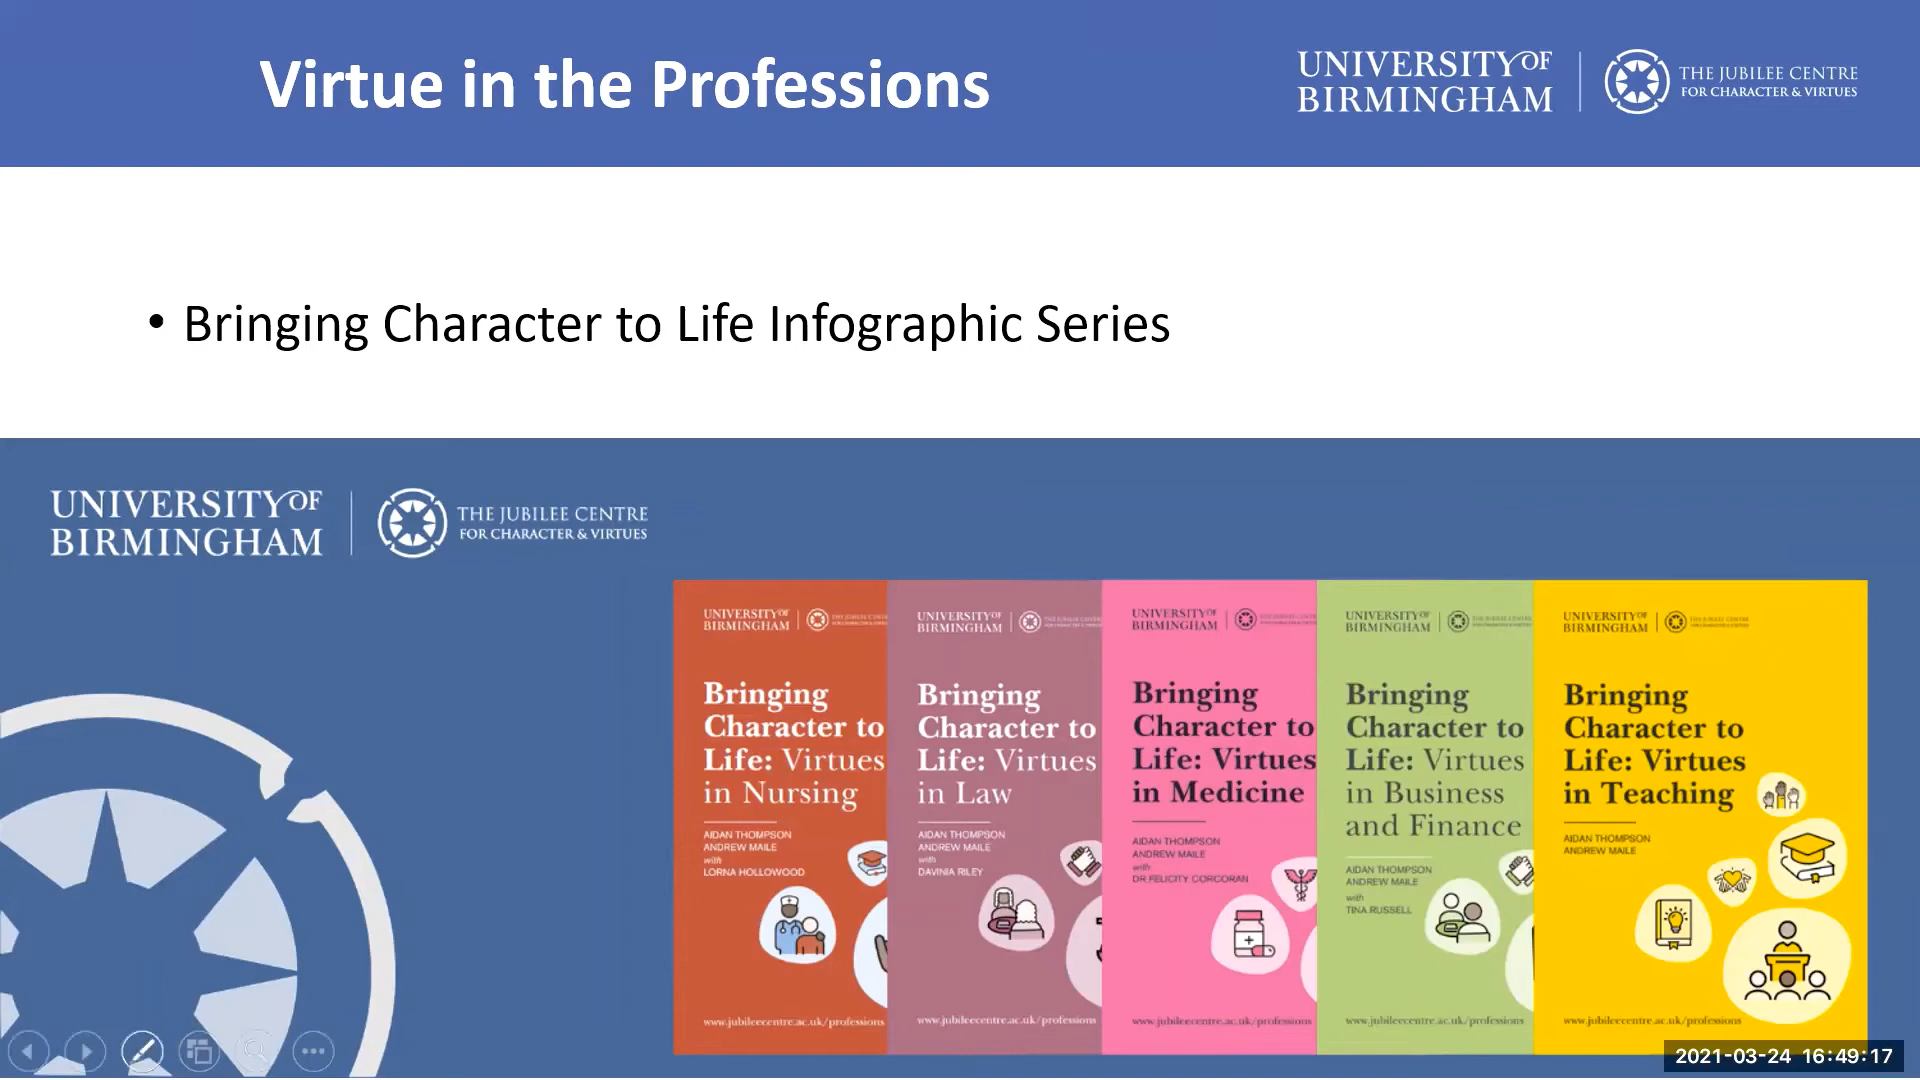 Virtue in the Professions
UNIVERSITY OF
BIRMINGHAM
THE JUBILEE CENTRE
FOR CHARACTER & VIRTUES
• Bringing Character to Life Infographic Series
UNIVERSITY OF
BIRMINGHAM
THE JUBILEE CENTRE
FOR CHARACTER & VIRTUES
UNIVERSITY OF
BIRMINGHAM
Bringing
Character to
Life: Virtues
in Nursing
AIDAN THOMPSON
ANDREW MAILE
with
LORNA HOLLOWOOD
www.jubileecentre.ac.uk/professions
UNIVERSITY OF
BIRMINGHAM
Bringing
Character to
Life: Virtues
in Law
AIDAN THOMPSON
ANDREW MAILE
with
DAVINIA RILEY
www.jubileecentre.ac.uk/professions
UNIVERSITY OF
BIRMINGHAM
Bringing
Character to
Life: Virtues
in Medicine
AIDAN THOMPSON
ANDREW MAILE
with
DR FELICITY CORCORAN
www.jubileecentre.ac.uk/professions
UNIVERSITY OF
BIRMINGHAM
Bringing
Character to
Life: Virtues
in Business
and Finance
AIDAN THOMPSON
ANDREW MAILE
with
TINA RUSSELL
www.jubileecentre.ac.uk/professions
UNIVERSITY OF
BIRMINGHAM
Bringing
Character to
Life: Virtues
in Teaching
AIDAN THOMPSON
ANDREW MAILE
www.jubileecentre.ac.uk/professions
2021-03-24 16:49:17